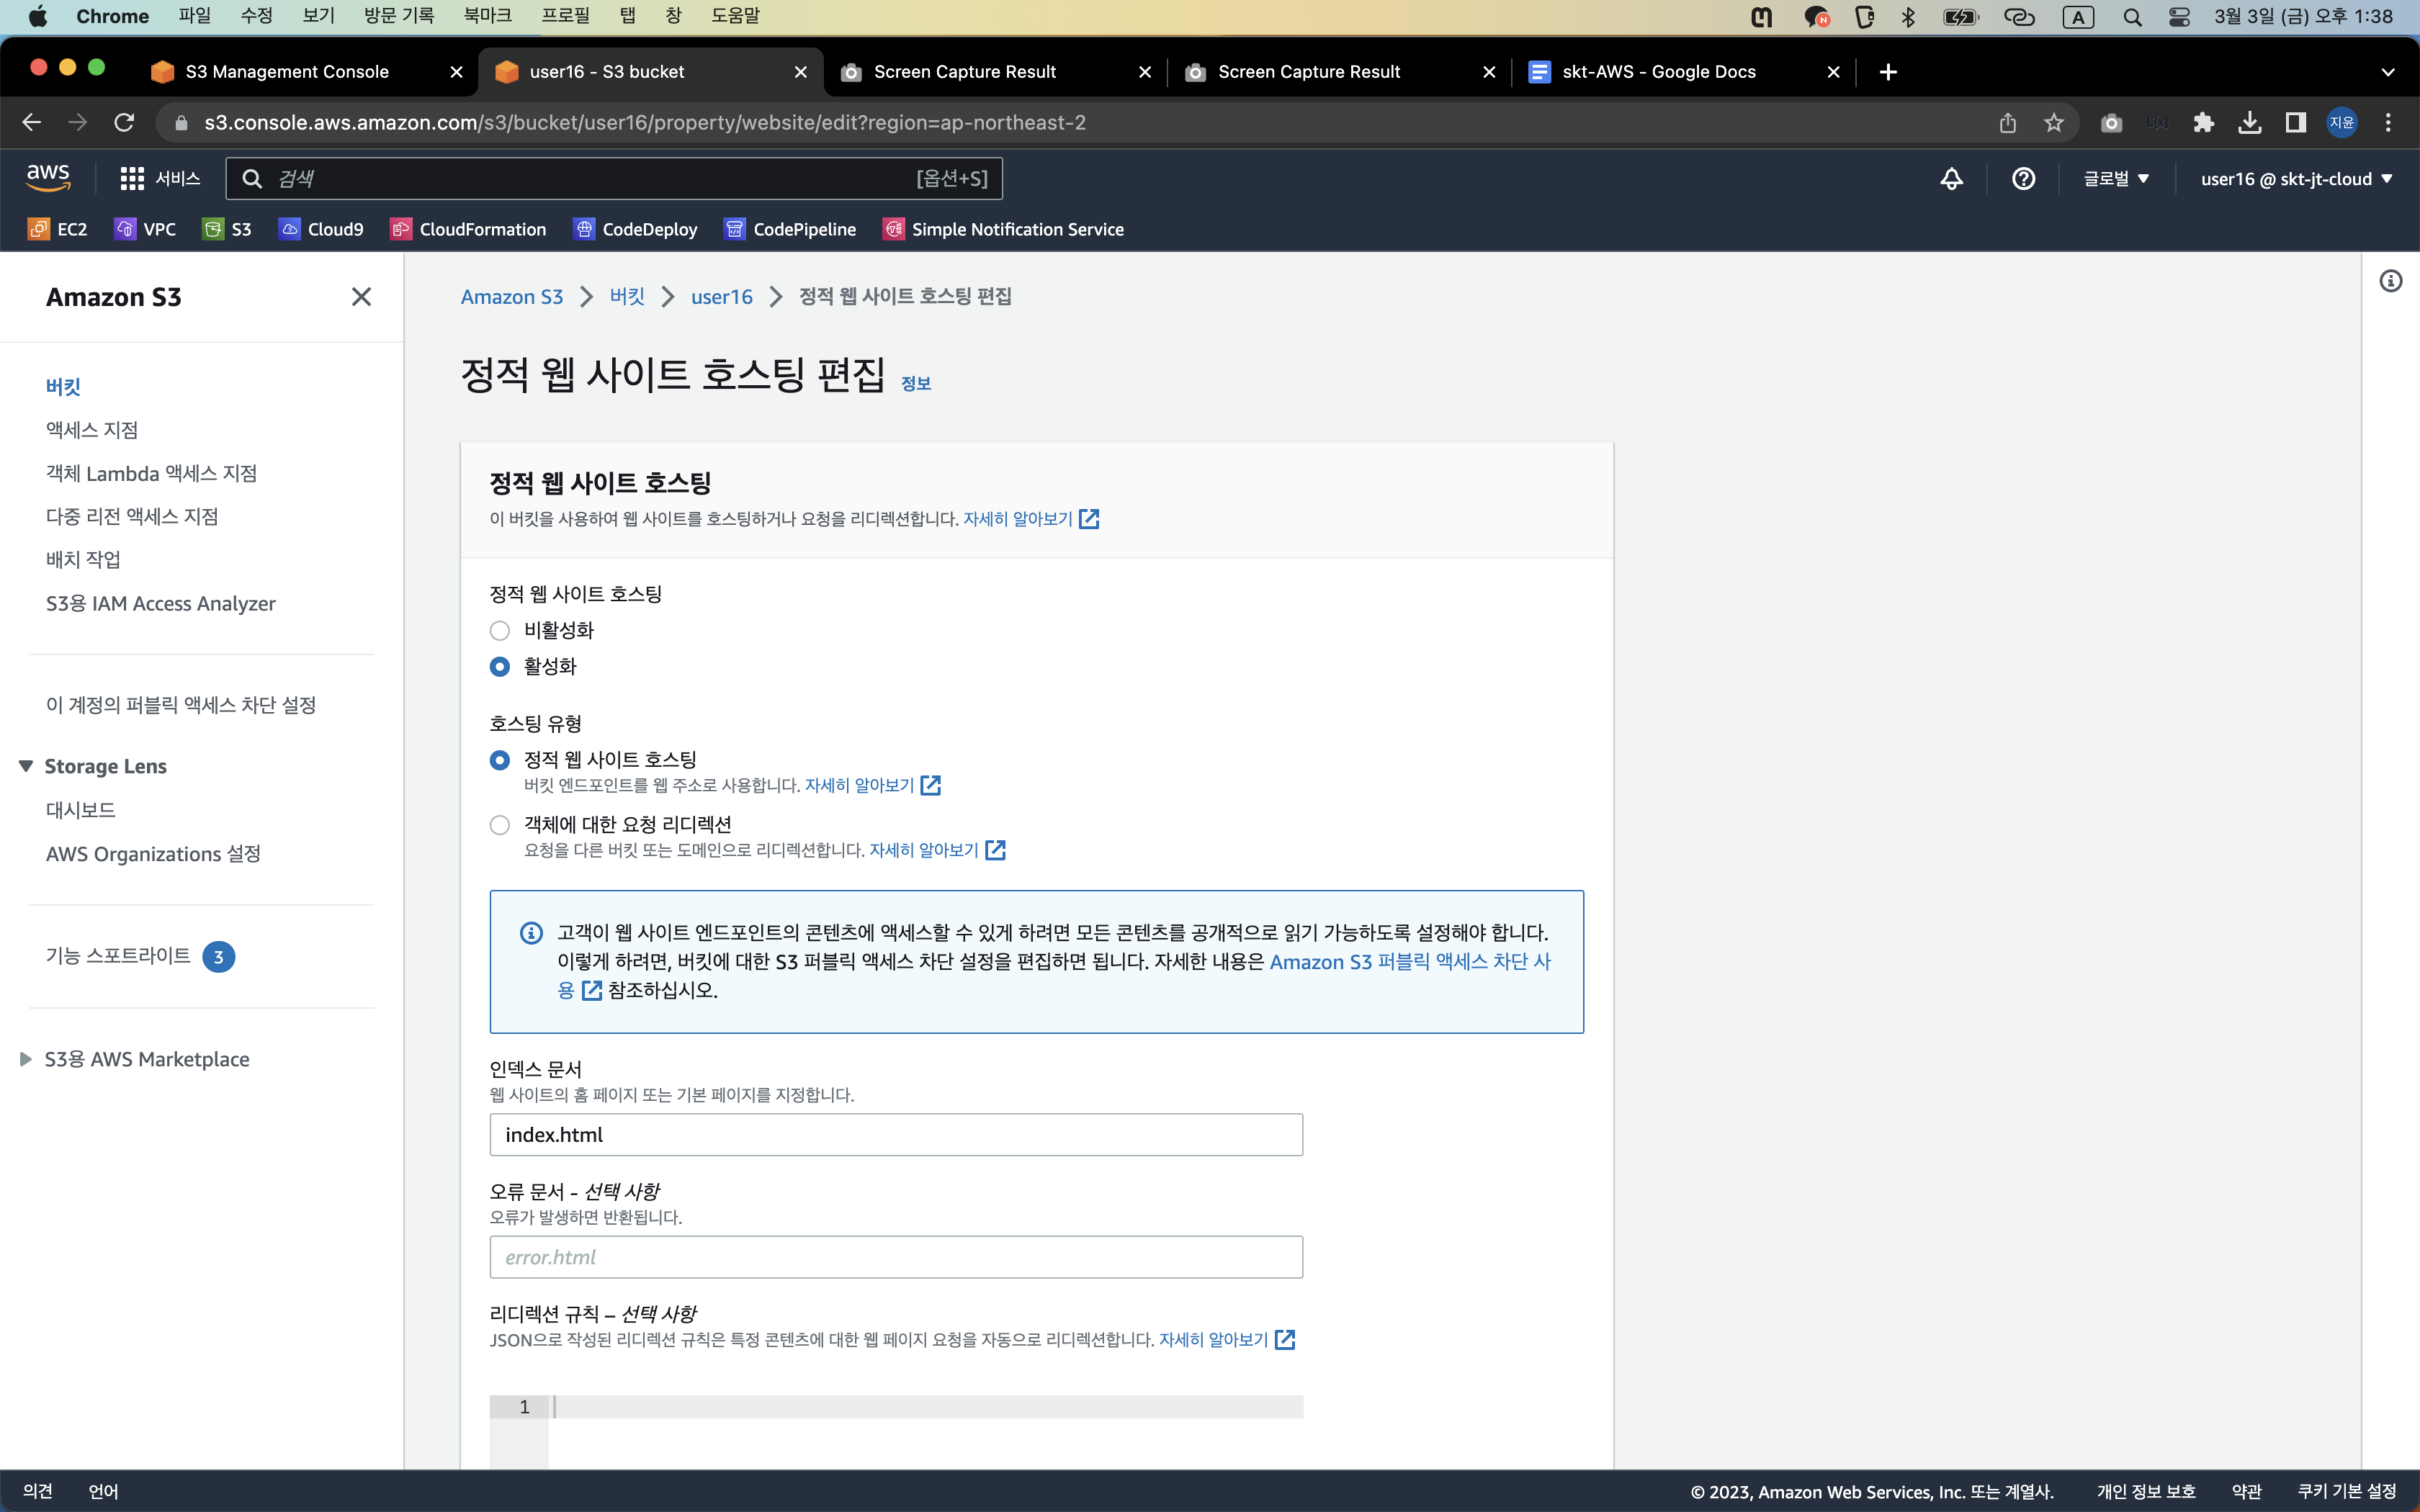 Chrome 파일 수정 보기 방문 기록 북마크 프로필 탭 창 도움말 A 3월 3일 (금) 오후 1:38
S3 Management Console user16 - S3 bucket Screen Capture Result Screen Capture Result skt-AWS - Google Docs
s3.console.aws.amazon.com/s3/bucket/user16/property/website/edit?region=ap-northeast-2 지윤
aws 서비스 검색 [옵션+S] 글로벌 user16 @ skt-jt-cloud
EC2 VPC S3 Cloud9 CloudFormation CodeDeploy CodePipeline Simple Notification Service
Amazon S3
버킷
액세스 지점
객체 Lambda 액세스 지점
다중 리전 액세스 지점
배치 작업
S3용 IAM Access Analyzer
이 계정의 퍼블릭 액세스 차단 설정
Storage Lens
대시보드
AWS Organizations 설정
기능 스포트라이트 3
S3용 AWS Marketplace
Amazon S3 버킷 user16 정적 웹 사이트 호스팅 편집
정적 웹 사이트 호스팅 편집 정보
정적 웹 사이트 호스팅
이 버킷을 사용하여 웹 사이트를 호스팅하거나 요청을 리디렉션합니다. 자세히 알아보기
정적 웹 사이트 호스팅
비활성화
활성화
호스팅 유형
정적 웹 사이트 호스팅
버킷 엔드포인트를 웹 주소로 사용합니다. 자세히 알아보기
객체에 대한 요청 리디렉션
요청을 다른 버킷 또는 도메인으로 리디렉션합니다. 자세히 알아보기
고객이 웹 사이트 엔드포인트의 콘텐츠에 액세스할 수 있게 하려면 모든 콘텐츠를 공개적으로 읽기 가능하도록 설정해야 합니다.
이렇게 하려면, 버킷에 대한 S3 퍼블릭 액세스 차단 설정을 편집하면 됩니다. 자세한 내용은 Amazon S3 퍼블릭 액세스 차단 사
용 참조하십시오.
인덱스 문서
웹 사이트의 홈 페이지 또는 기본 페이지를 지정합니다.
index.html
오류 문서 - 선택 사항
오류가 발생하면 반환됩니다.
error.html
리디렉션 규칙 – 선택 사항
JSON으로 작성된 리디렉션 규칙은 특정 콘텐츠에 대한 웹 페이지 요청을 자동으로 리디렉션합니다. 자세히 알아보기
1
의견 언어 © 2023, Amazon Web Services, Inc. 또는 계열사. 개인 정보 보호 약관 쿠키 기본 설정